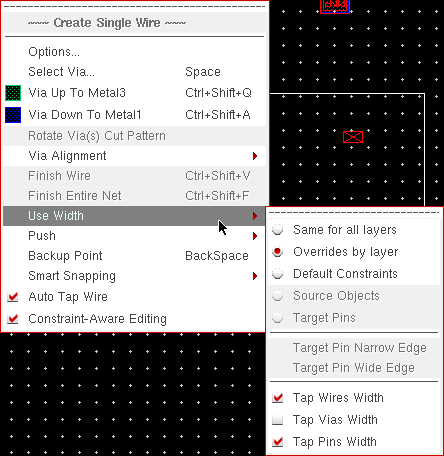 child
~~~ Create Single Wire ~~~
Options...
Select Via... Space
Via Up To Metal3 Ctrl+Shift+Q
Via Down To Metal1 Ctrl+Shift+A
Rotate Via(s) Cut Pattern
Via Alignment
Finish Wire Ctrl+Shift+V
Finish Entire Net Ctrl+Shift+F
Use Width
Push
Backup Point BackSpace
Smart Snapping
Auto Tap Wire
Constraint-Aware Editing
Same for all layers
Overrides by layer
Default Constraints
Source Objects
Target Pins
Target Pin Narrow Edge
Target Pin Wide Edge
Tap Wires Width
Tap Vias Width
Tap Pins Width